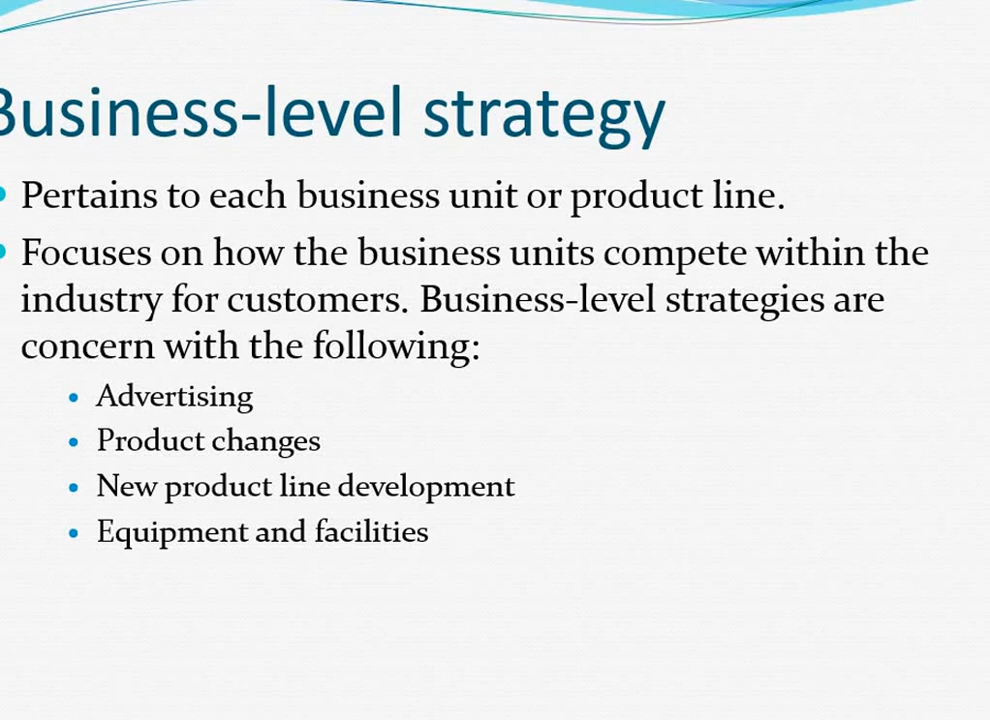 Business-level strategy
Pertains to each business unit or product line.
Focuses on how the business units compete within the
industry for customers. Business-level strategies are
concern with the following:
Advertising
Product changes
New product line development
Equipment and facilities